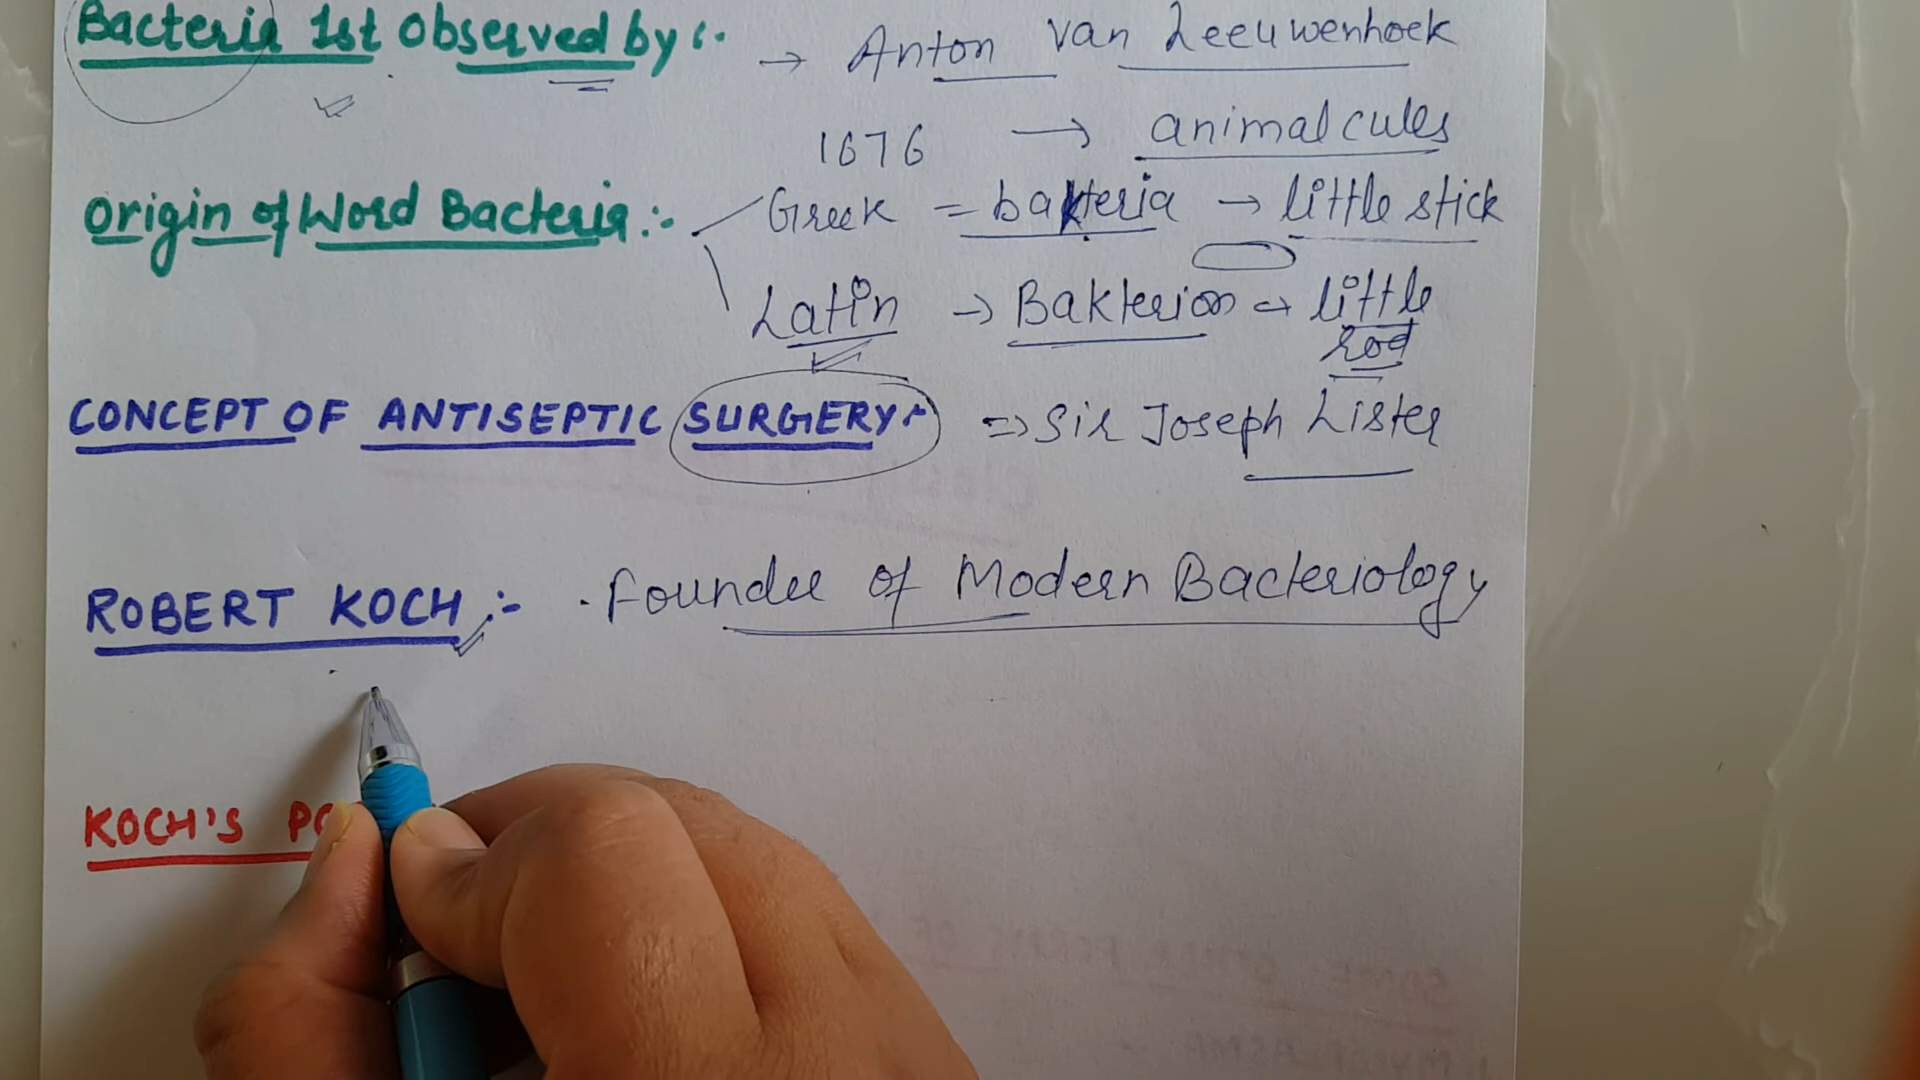 Bacteria 1st Observed by :- → Anton van Leeuwenhoek
1676 → animalcules
Origin of Word Bacteria :- Greek = bakteria → little stick
Latin → Bakterion → little
rod
CONCEPT OF ANTISEPTIC SURGERY :- ⇒ Sir Joseph Lister
ROBERT KOCH :- . Founder of Modern Bacteriology
KOCH'S